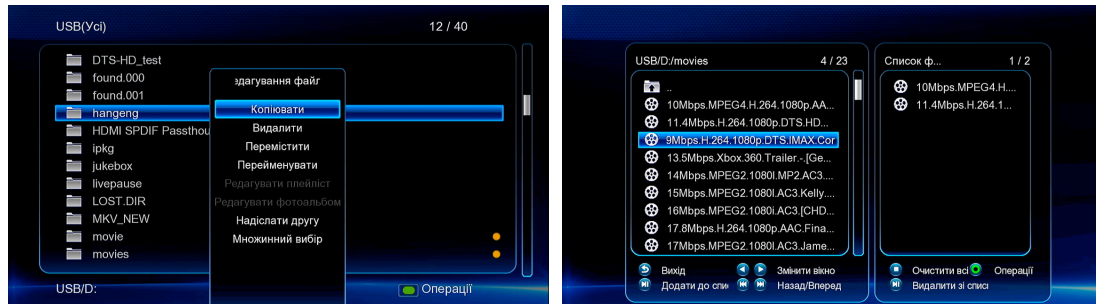 USB(Усі)
12 / 40
DTS-HD_test
found.000
found.001
hangeng
HDMI SPDIF Passthou
ipkg
jukebox
livepause
LOST.DIR
MKV_NEW
movie
movies
эдагування файг
Копіювати
Видалити
Перемістити
Перейменувати
Редагувати плейліст
Редагувати фотоальбом
Надіслати другу
Множинний вибір
USB/D:
Операції
USB/D:/movies
4 / 23
..
10Mbps.MPEG4.H.264.1080p.AA...
11.4Mbps.H.264.1080p.DTS.HD...
9Mbps.H.264.1080p.DTS.IMAX.Cor
13.5Mbps.Xbox.360.Trailer.-.[Ge...
14Mbps.MPEG2.1080I.MP2.AC3....
15Mbps.MPEG2.1080I.AC3.Kelly....
16Mbps.MPEG2.1080i.AC3.[CHD...
17.8Mbps.H.264.1080p.AAC.Fina...
17Mbps.MPEG2.1080I.AC3.Jame...
Список ф...
1 / 2
10Mbps.MPEG4.H....
11.4Mbps.H.264.1...
Вихід
Змінити вікно
Додати до спи
Назад/Вперед
Очистити всі
Операції
Видалити зі списі